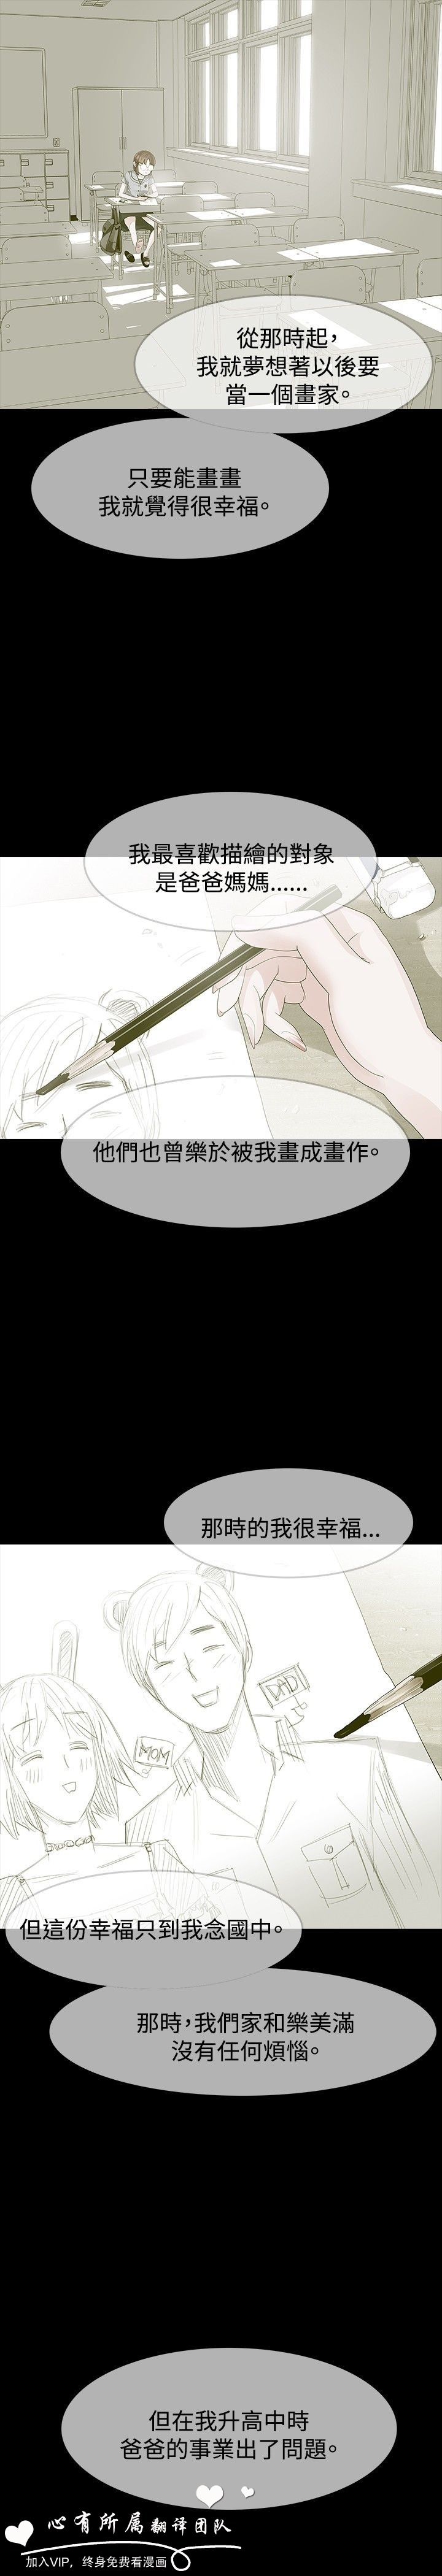 從那時起，
我就夢想著以後要
當一個畫家。
只要能畫畫
我就覺得很幸福。
我最喜歡描繪的對象
是爸爸媽媽……
他們也曾樂於被我畫成畫作。
那時的我很幸福…
DAD
MOM
但這份幸福只到我念國中。
那時，我們家和樂美滿
沒有任何煩惱。
但在我升高中時
爸爸的事業出了問題。
心有所属翻译团队
加入VIP，终身免费看漫画